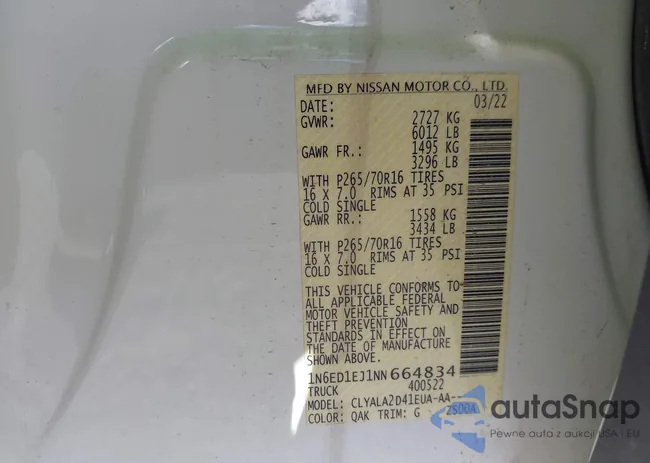 MFD BY NISSAN MOTOR CO., LTD.
DATE: 03/22
GVWR: 2727 KG
6012 LB
GAWR FR.: 1495 KG
3296 LB
WITH P265/70R16 TIRES
16 X 7.0 RIMS AT 35 PSI
COLD SINGLE
GAWR RR.: 1558 KG
3434 LB
WITH P265/70R16 TIRES
16 X 7.0 RIMS AT 35 PSI
COLD SINGLE
THIS VEHICLE CONFORMS TO
ALL APPLICABLE FEDERAL
MOTOR VEHICLE SAFETY AND
THEFT PREVENTION
STANDARDS IN EFFECT ON
THE DATE OF MANUFACTURE
SHOWN ABOVE.
1N6ED1EJ1NN664834
TRUCK 400522
MODEL: CLYALA2D41EUA-AA--
COLOR: QAK TRIM: G 2S00A
autoSnap
Pewne auta z aukcji USA - EU